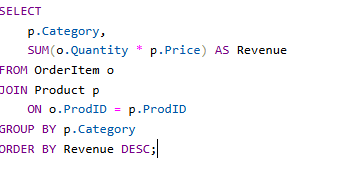 SELECT
    p.Category,
    SUM(o.Quantity * p.Price) AS Revenue
FROM OrderItem o
JOIN Product p
    ON o.ProdID = p.ProdID
GROUP BY p.Category
ORDER BY Revenue DESC;